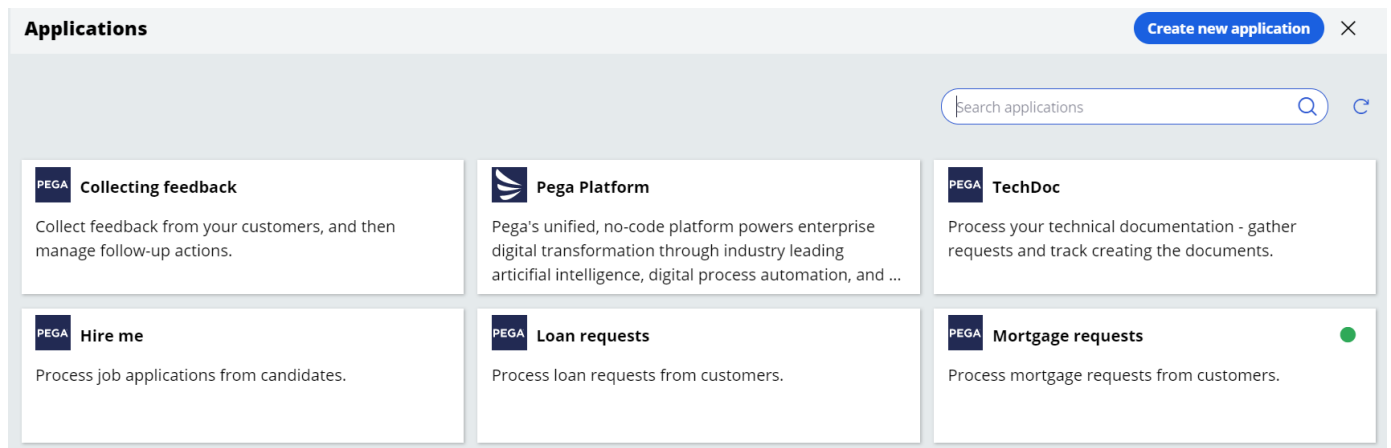 Applications
Create new application
Search applications
PEGA Collecting feedback
Collect feedback from your customers, and then
manage follow-up actions.
Pega Platform
Pega's unified, no-code platform powers enterprise
digital transformation through industry leading
articifial intelligence, digital process automation, and ...
PEGA TechDoc
Process your technical documentation - gather
requests and track creating the documents.
PEGA Hire me
Process job applications from candidates.
PEGA Loan requests
Process loan requests from customers.
PEGA Mortgage requests
Process mortgage requests from customers.